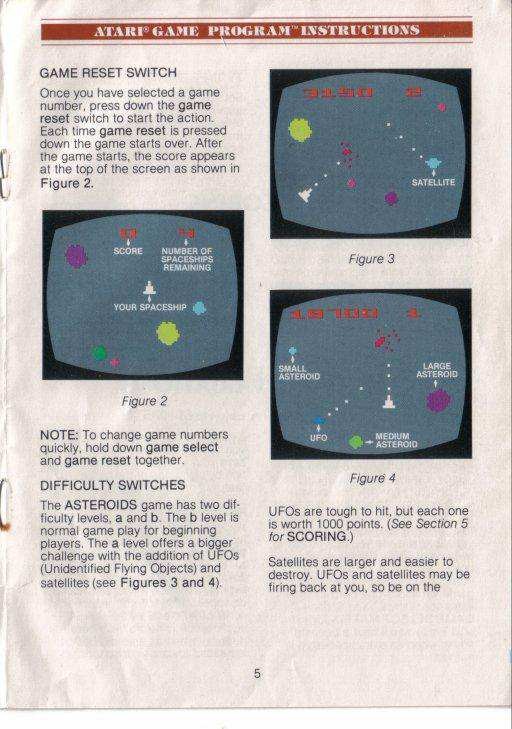 ATARI® GAME PROGRAM™ INSTRUCTIONS
GAME RESET SWITCH
Once you have selected a game
number, press down the game
reset switch to start the action.
Each time game reset is pressed
down the game starts over. After
the game starts, the score appears
at the top of the screen as shown in
Figure 2.
0 4
SCORE
NUMBER OF
SPACESHIPS
REMAINING
YOUR SPACESHIP
Figure 2
NOTE: To change game numbers
quickly, hold down game select
and game reset together.
DIFFICULTY SWITCHES
The ASTEROIDS game has two dif-
ficulty levels, a and b. The b level is
normal game play for beginning
players. The a level offers a bigger
challenge with the addition of UFOs
(Unidentified Flying Objects) and
satellites (see Figures 3 and 4).
3150
SATELLITE
Figure 3
1
SMALL
ASTEROID
LARGE
ASTEROID
UFO
MEDIUM
ASTEROID
Figure 4
UFOs are tough to hit, but each one
is worth 1000 points. (See Section 5
for SCORING.)
Satellites are larger and easier to
destroy. UFOs and satellites may be
firing back at you, so be on the
5